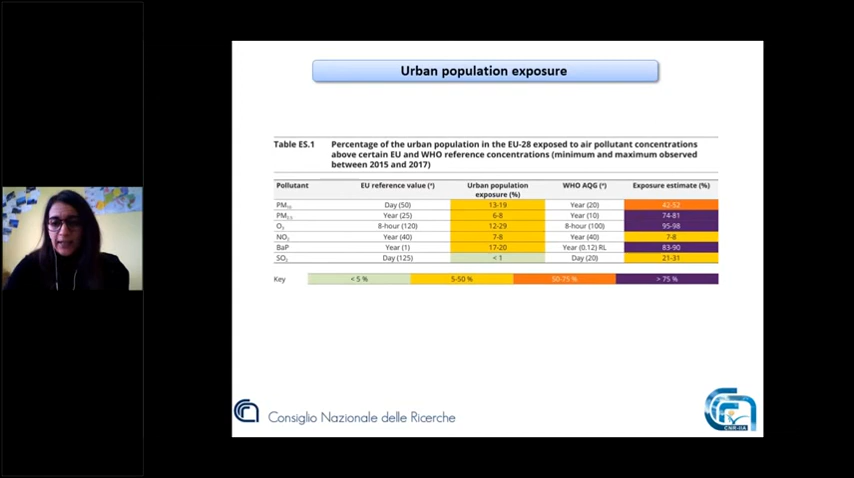 Urban population exposure
Table ES.1 Percentage of the urban population in the EU-28 exposed to air pollutant concentrations
above certain EU and WHO reference concentrations (minimum and maximum observed
between 2015 and 2017)
Pollutant EU reference value (ᵃ) Urban population exposure (%) WHO AQG (ᵃ) Exposure estimate (%)
PM₁₀ Day (50) 13-19 Year (20) 42-52
PM₂.₅ Year (25) 6-8 Year (10) 74-81
O₃ 8-hour (120) 12-29 8-hour (100) 95-98
NO₂ Year (40) 7-8 Year (40) 7-8
BaP Year (1) 17-20 Year (0.12) RL 83-90
SO₂ Day (125) < 1 Day (20) 21-31
Key < 5 % 5-50 % 50-75 % > 75 %
Consiglio Nazionale delle Ricerche
CNR-IIA